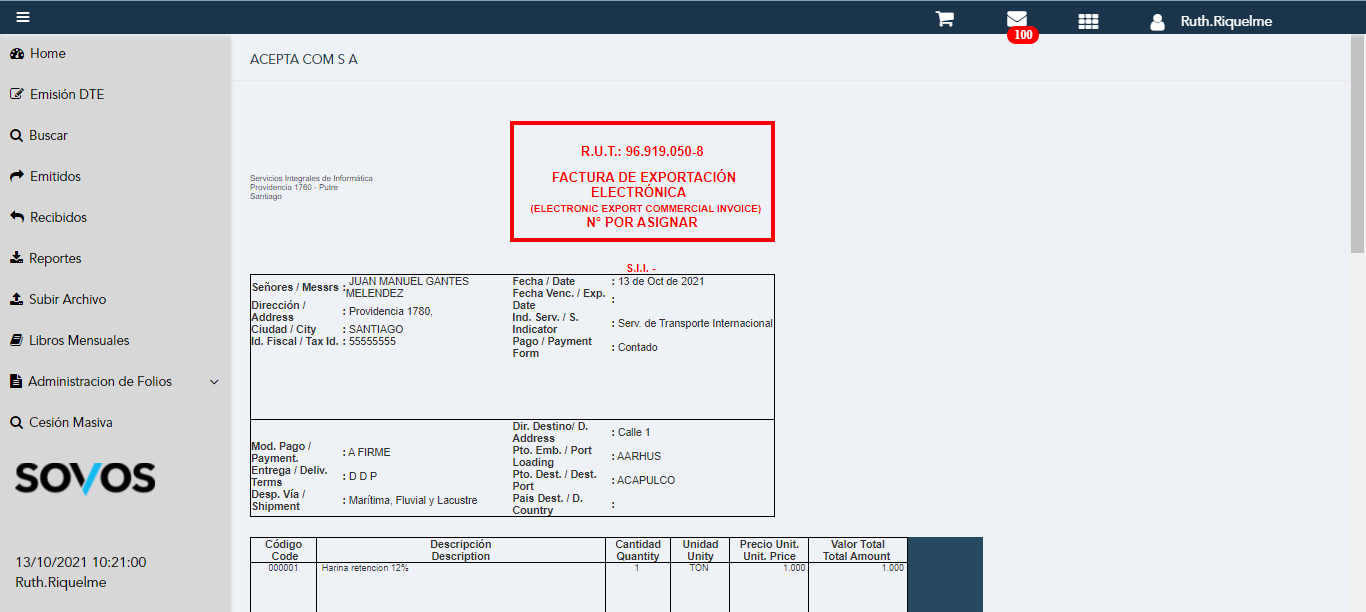 Ruth.Riquelme
100
Home
Emisión DTE
Buscar
Emitidos
Recibidos
Reportes
Subir Archivo
Libros Mensuales
Administracion de Folios
Cesión Masiva
SOVOS
13/10/2021 10:21:00
Ruth.Riquelme
ACEPTA COM S A
Servicios Integrales de Informática
Providencia 1760 - Putre
Santiago
R.U.T.: 96.919.050-8
FACTURA DE EXPORTACIÓN
ELECTRÓNICA
(ELECTRONIC EXPORT COMMERCIAL INVOICE)
N° POR ASIGNAR
S.I.I. -
Señores / Messrs : JUAN MANUEL GANTES
MELENDEZ
Dirección /
Address : Providencia 1780,
Ciudad / City : SANTIAGO
Id. Fiscal / Tax Id. : 55555555
Fecha / Date : 13 de Oct de 2021
Fecha Venc. / Exp.
Date :
Ind. Serv. / S.
Indicator : Serv. de Transporte Internacional
Pago / Payment
Form : Contado
Mod. Pago /
Payment. : A FIRME
Entrega / Deliv.
Terms : D D P
Desp. Vía /
Shipment : Marítima, Fluvial y Lacustre
Dir. Destino/ D.
Address : Calle 1
Pto. Emb. / Port
Loading : AARHUS
Pto. Dest. / Dest.
Port : ACAPULCO
Pais Dest. / D.
Country :
Código Descripción Cantidad Unidad Precio Unit. Valor Total
Code Description Quantity Unity Unit. Price Total Amount
000001 Harina retencion 12% 1 TON 1.000 1.000